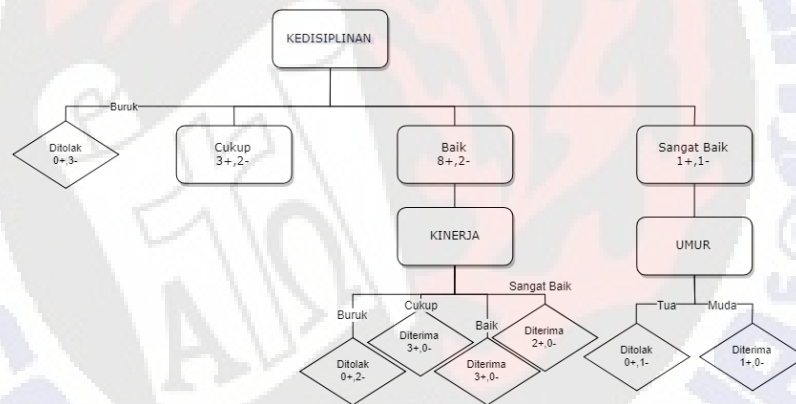 KEDISIPLINAN
Buruk
Ditolak
0+,3-
Cukup
3+,2-
Baik
8+,2-
Sangat Baik
1+,1-
KINERJA
UMUR
Buruk
Cukup
Baik
Sangat Baik
Tua
Muda
Ditolak
0+,2-
Diterima
3+,0-
Diterima
3+,0-
Diterima
2+,0-
Ditolak
0+,1-
Diterima
1+,0-